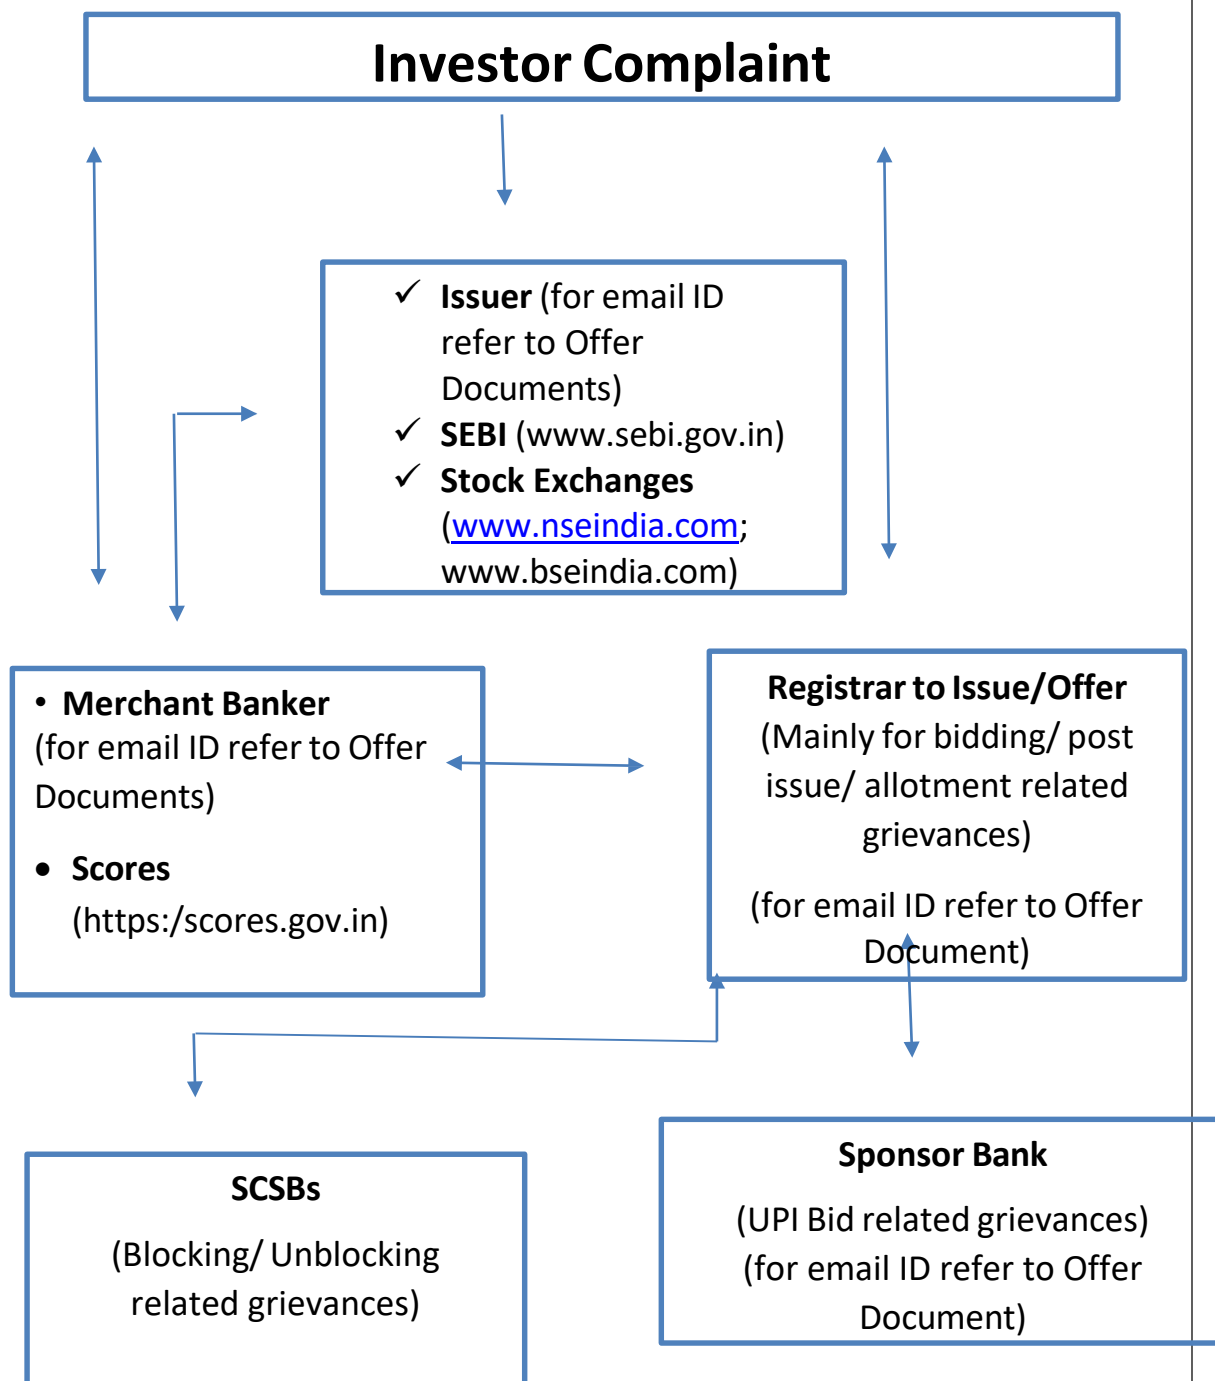 Investor Complaint
✓ Issuer (for email ID
refer to Offer
Documents)
✓ SEBI (www.sebi.gov.in)
✓ Stock Exchanges
(www.nseindia.com;
www.bseindia.com)
• Merchant Banker
(for email ID refer to Offer
Documents)
• Scores
(https:/scores.gov.in)
Registrar to Issue/Offer
(Mainly for bidding/ post
issue/ allotment related
grievances)
(for email ID refer to Offer
Document)
SCSBs
(Blocking/ Unblocking
related grievances)
Sponsor Bank
(UPI Bid related grievances)
(for email ID refer to Offer
Document)